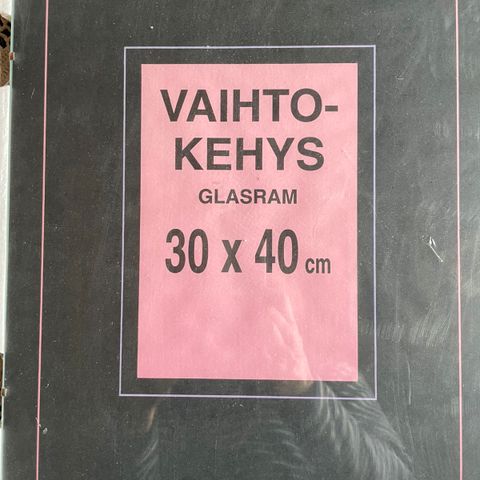 VAIHTO-
KEHYS
GLASRAM
30 x 40 cm